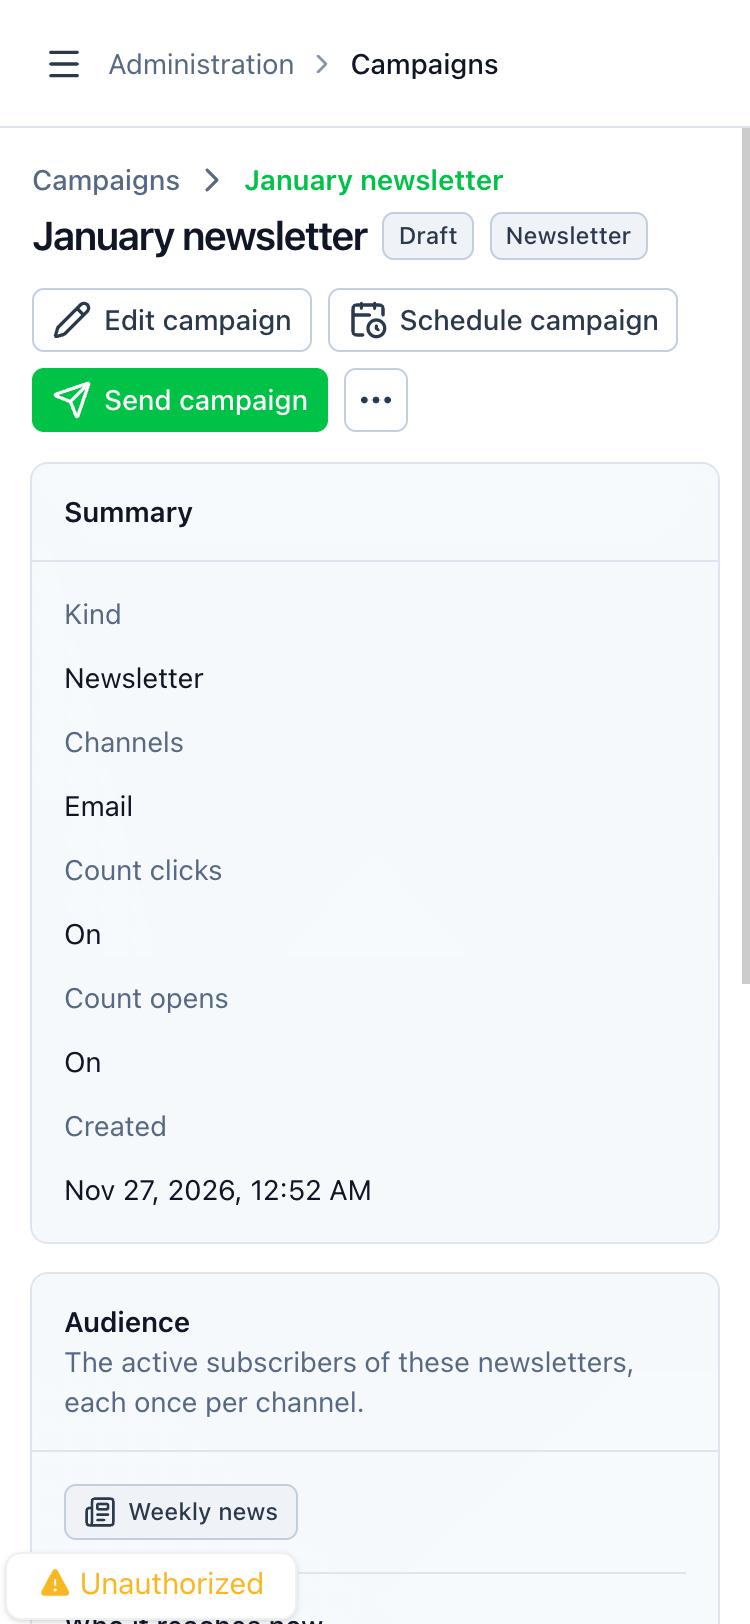 Administration > Campaigns
Campaigns > January newsletter
January newsletter Draft Newsletter
Edit campaign Schedule campaign
Send campaign
Summary
Kind
Newsletter
Channels
Email
Count clicks
On
Count opens
On
Created
Nov 27, 2026, 12:52 AM
Audience
The active subscribers of these newsletters,
each once per channel.
Weekly news
Unauthorized